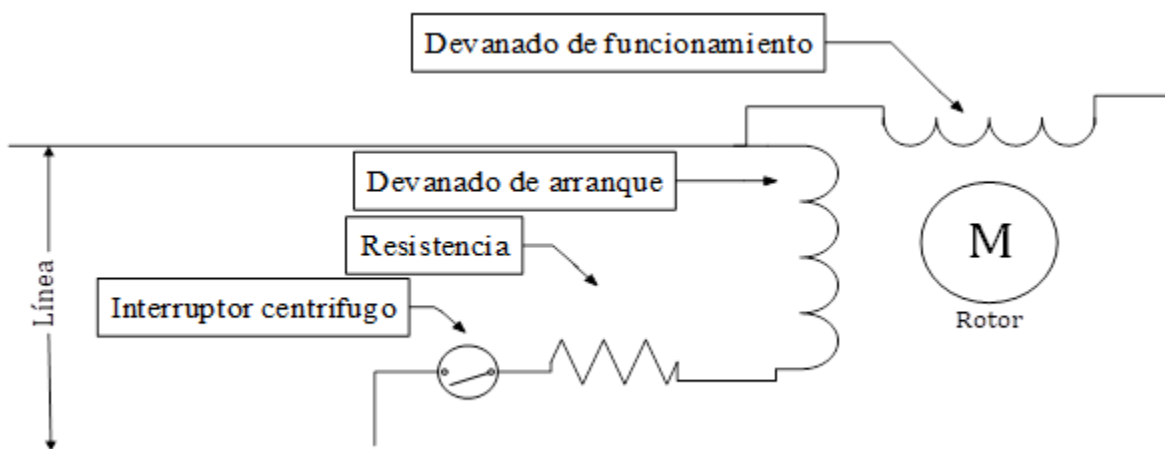 Devanado de funcionamiento
Devanado de arranque
Resistencia
Interruptor centrifugo
Línea
M
Rotor